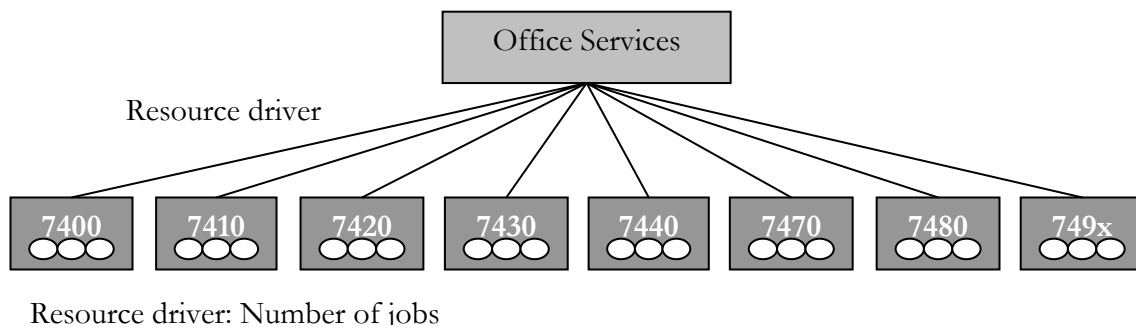 Office Services
Resource driver
7400 7410 7420 7430 7440 7470 7480 749x
Resource driver: Number of jobs